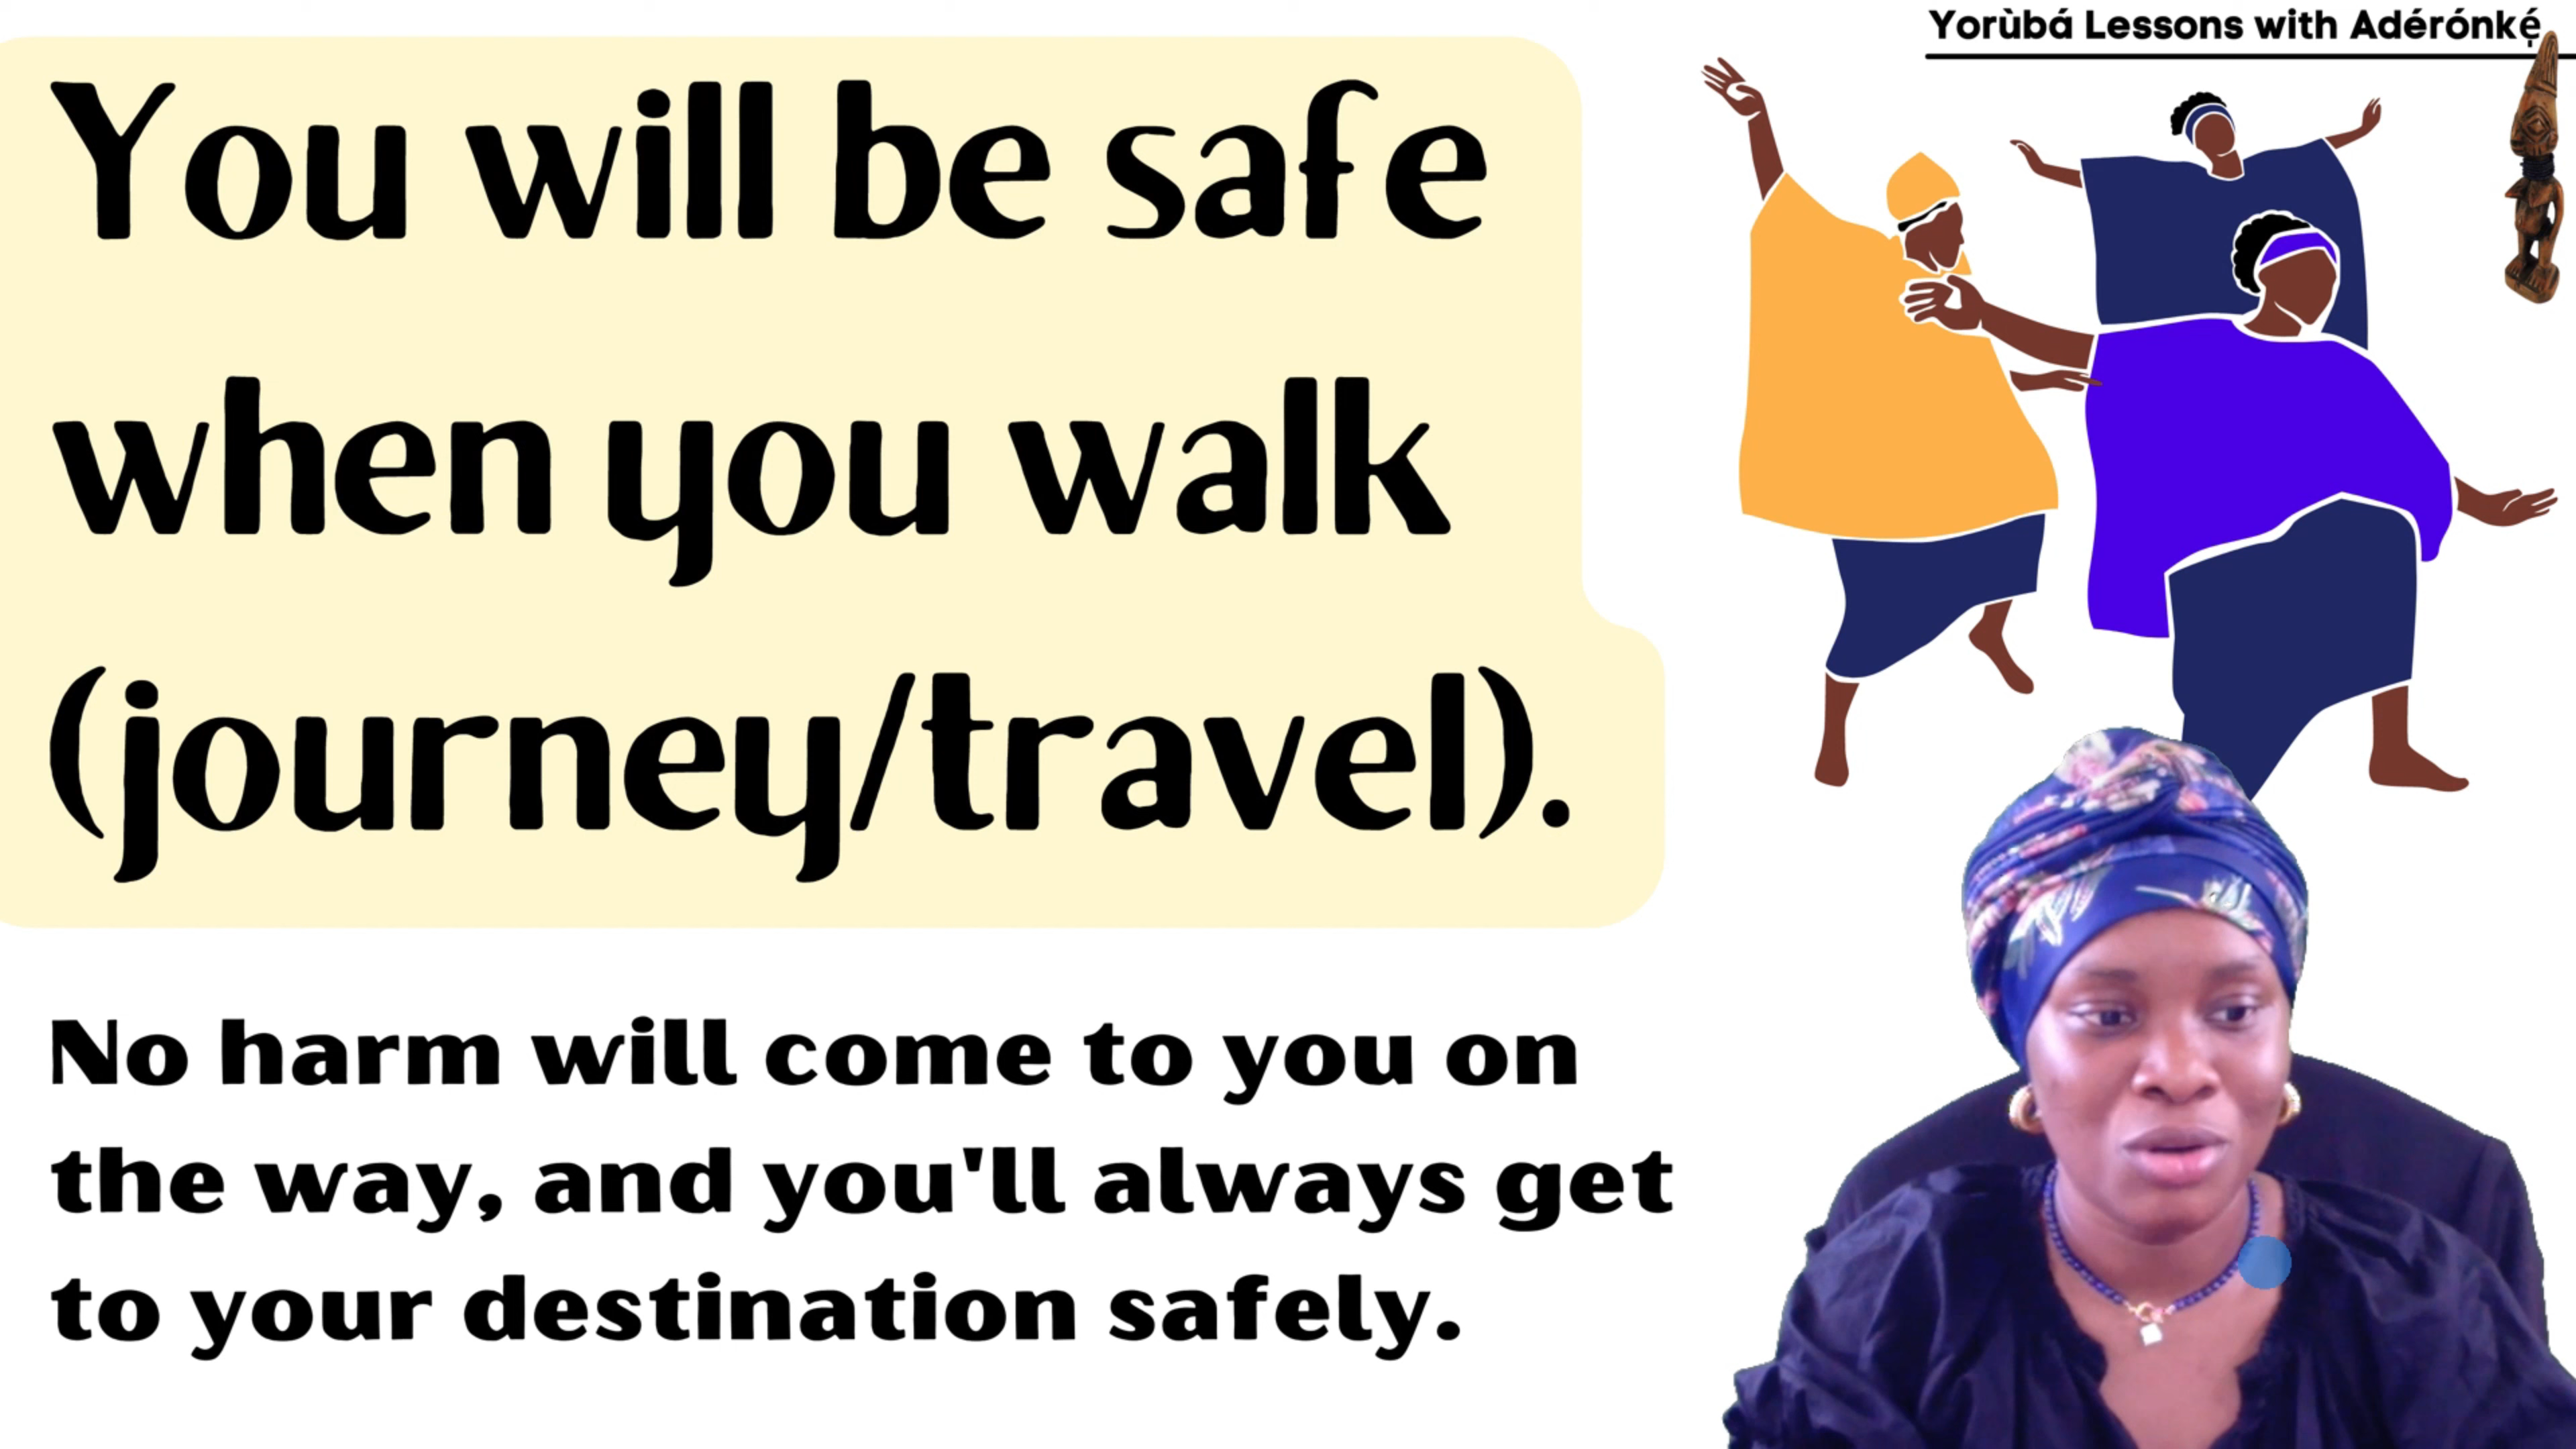 Yorùbá Lessons with Adérónkẹ́
You will be safe
when you walk
(journey/travel).
No harm will come to you on
the way, and you'll always get
to your destination safely.